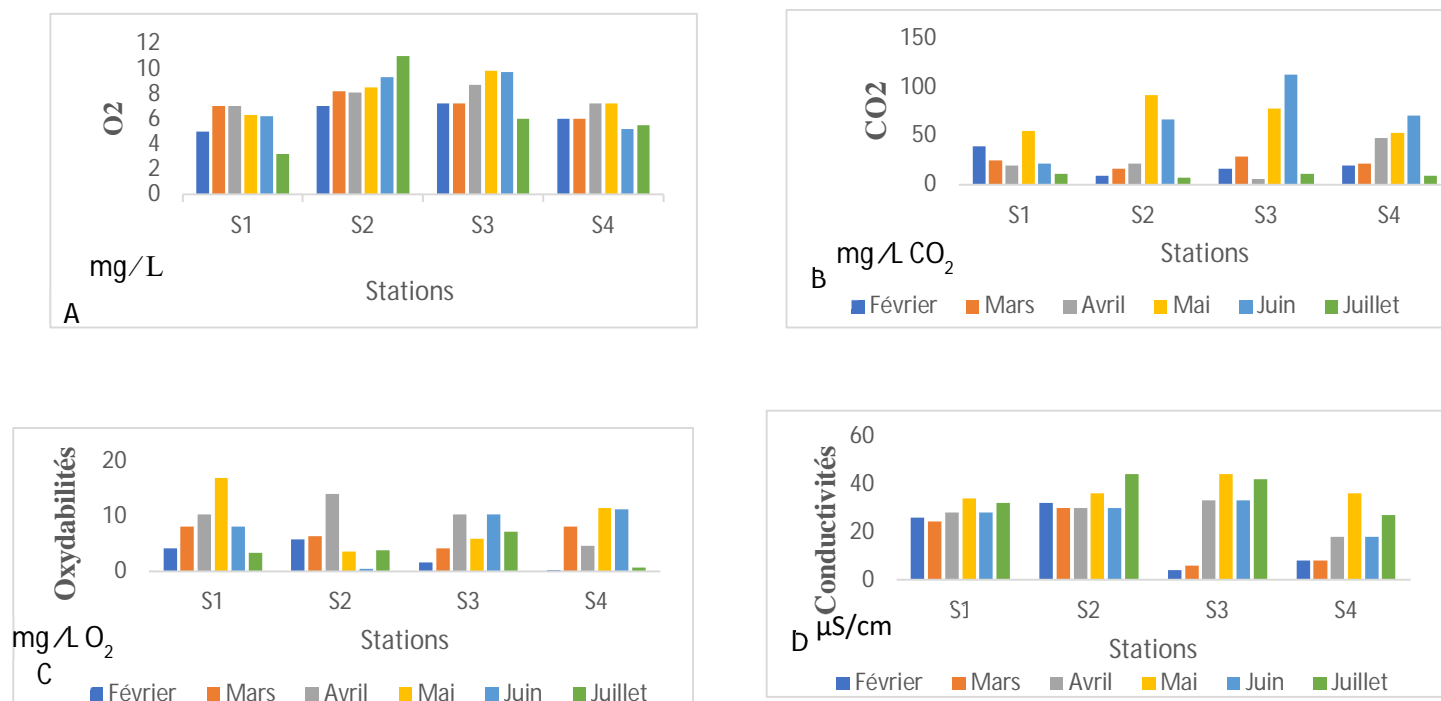 12
10
8
6
4
2
0
O2
S1 S2 S3 S4
mg/L
Stations
A
150
100
50
0
CO2
S1 S2 S3 S4
Stations
mg/L CO2
B
Février Mars Avril Mai Juin Juillet
20
10
0
Oxydabilités
S1 S2 S3 S4
Stations
mg/L O2
C
Février Mars Avril Mai Juin Juillet
60
40
20
0
Conductivités
S1 S2 S3 S4
µS/cm
D
Stations
Février Mars Avril Mai Juin Juillet